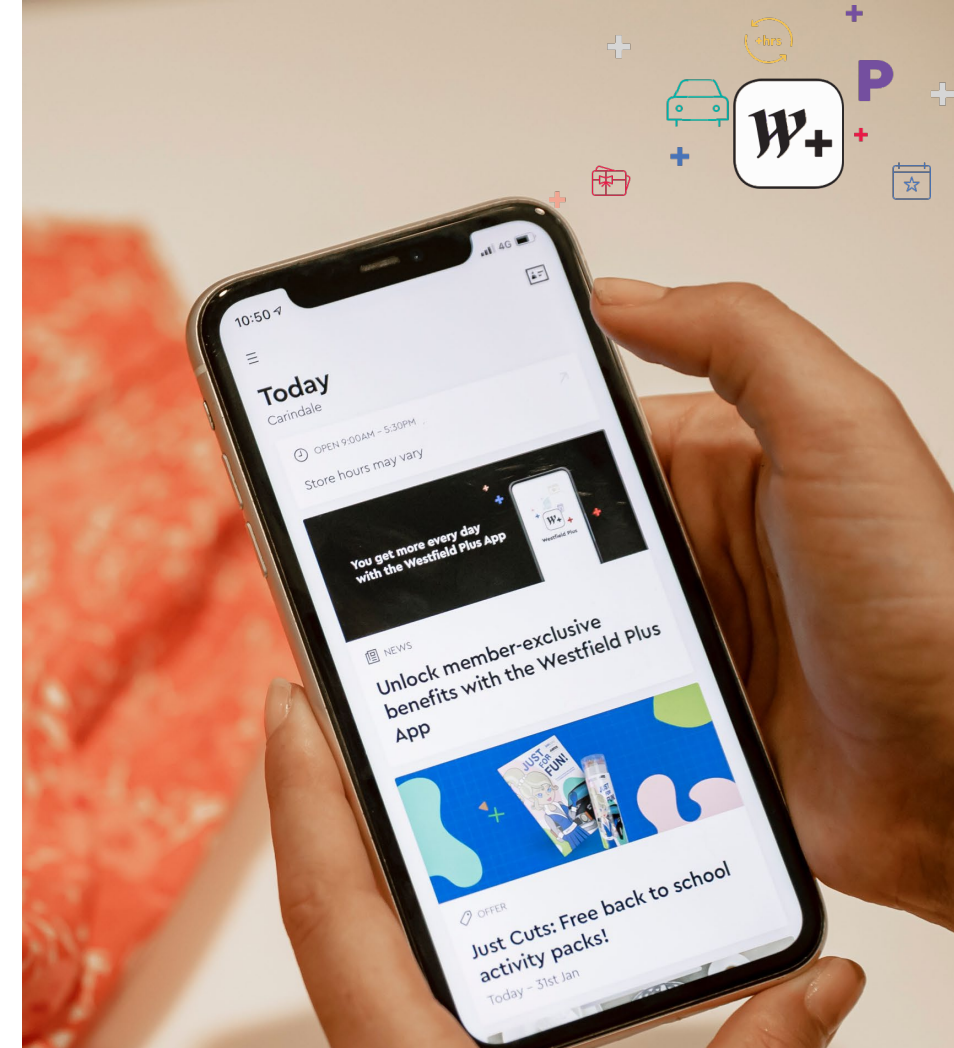 +hrs
P
W+
4G
10:50
Today
Carindale
OPEN 9:00AM – 5:30PM
Store hours may vary
You get more every day
with the Westfield Plus App
W+
Westfield Plus
NEWS
Unlock member-exclusive
benefits with the Westfield Plus
App
JUST
FOR
FUN!
OFFER
Just Cuts: Free back to school
activity packs!
Today – 31st Jan